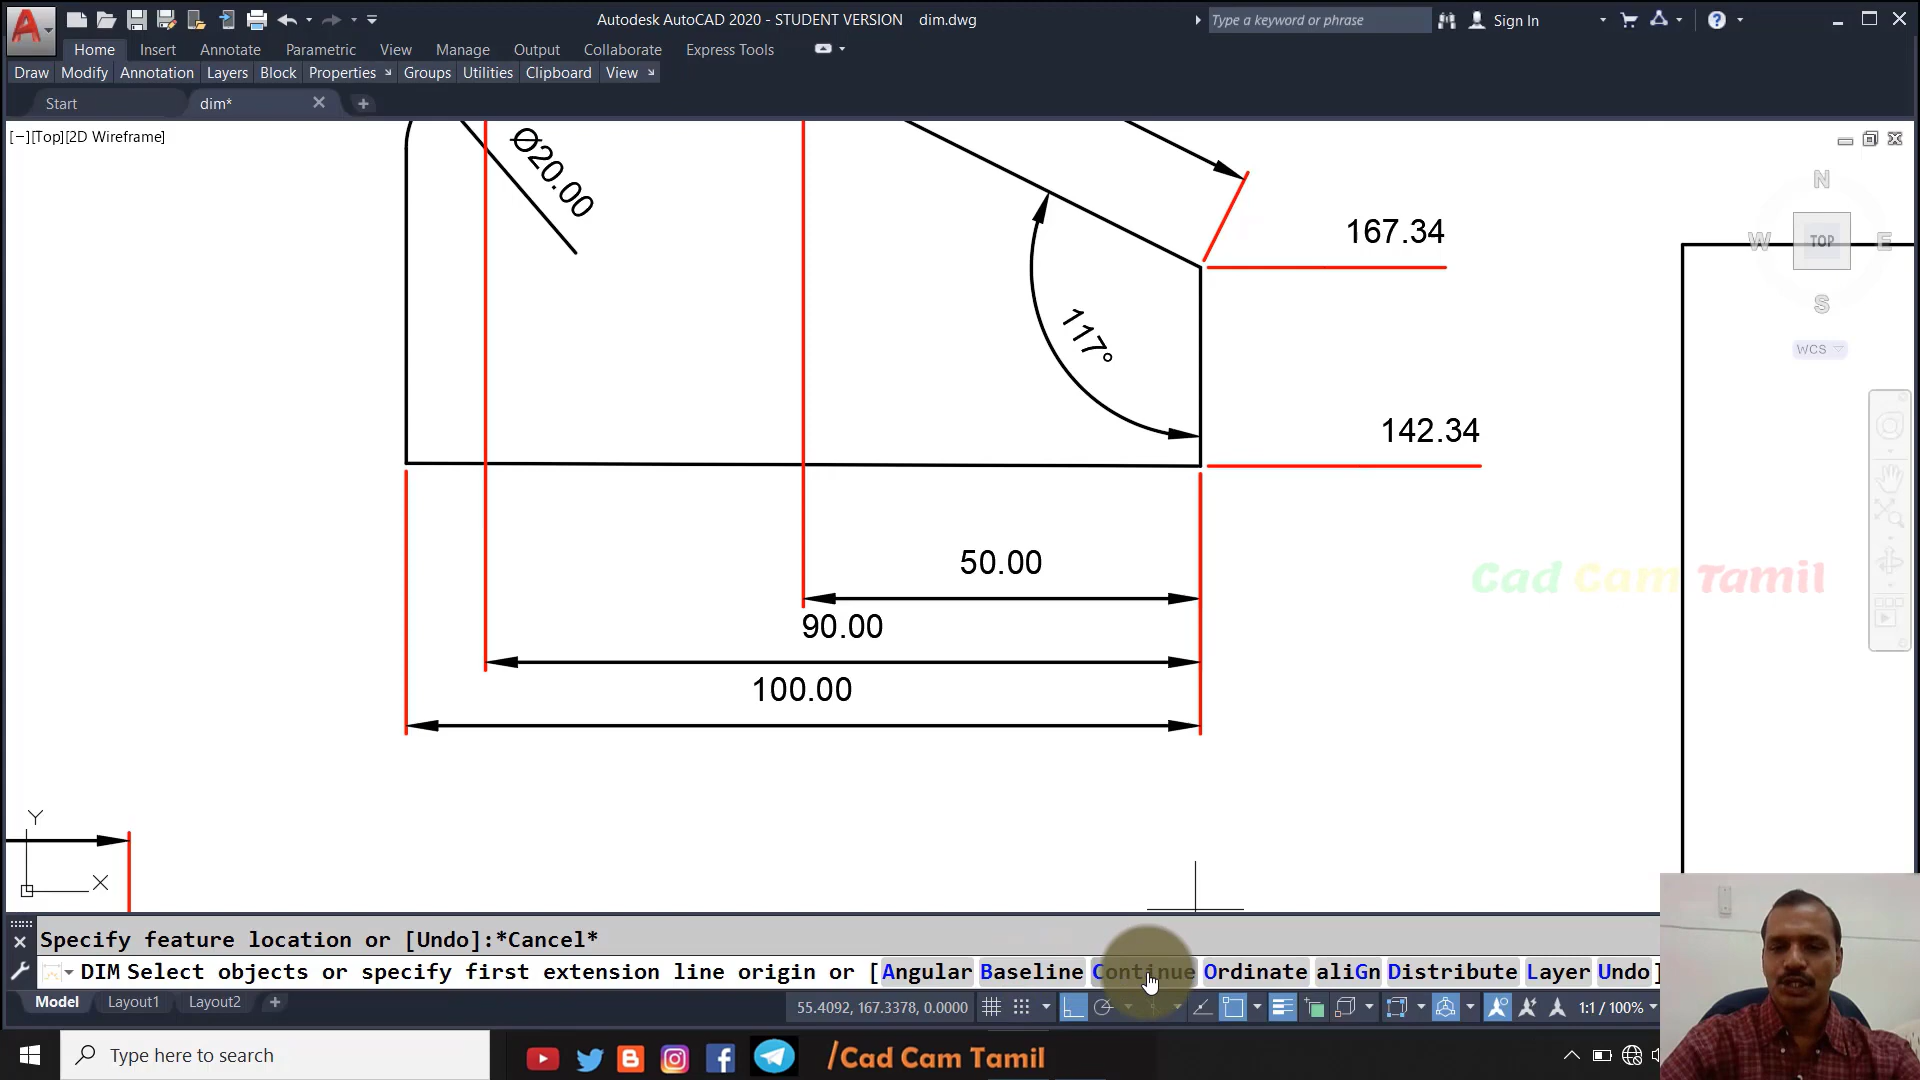 Autodesk AutoCAD 2020 - STUDENT VERSION dim.dwg
Type a keyword or phrase
Sign In
Home Insert Annotate Parametric View Manage Output Collaborate Express Tools
Draw Modify Annotation Layers Block Properties Groups Utilities Clipboard View
Start dim*
[−][Top][2D Wireframe]
Ø20.00
N
W TOP E
S
WCS
167.34
117°
142.34
50.00
Cad Cam Tamil
90.00
100.00
Y
X
Specify feature location or [Undo]:*Cancel*
DIM Select objects or specify first extension line origin or [Angular Baseline Continue Ordinate aliGn Distribute Layer Undo]
Model Layout1 Layout2
55.4092, 167.3378, 0.0000
1:1 / 100%
Type here to search
/Cad Cam Tamil